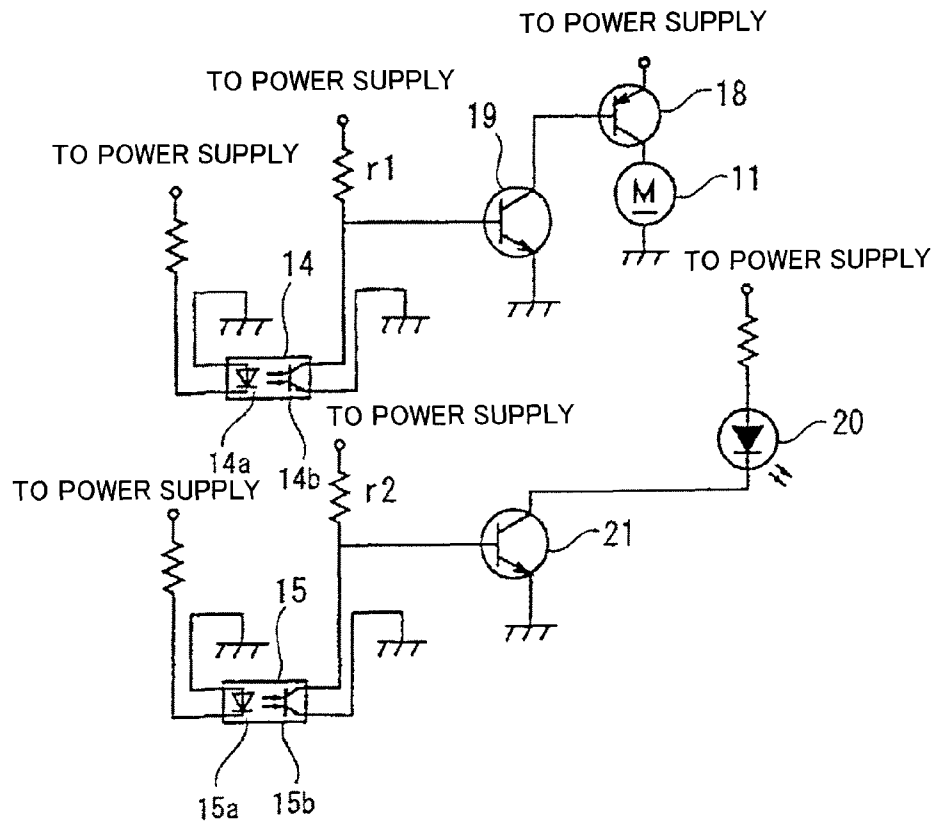 TO POWER SUPPLY
TO POWER SUPPLY
18
19
TO POWER SUPPLY
r1
M
11
14
TO POWER SUPPLY
14a
14b
TO POWER SUPPLY
20
TO POWER SUPPLY
r2
21
15
15a
15b